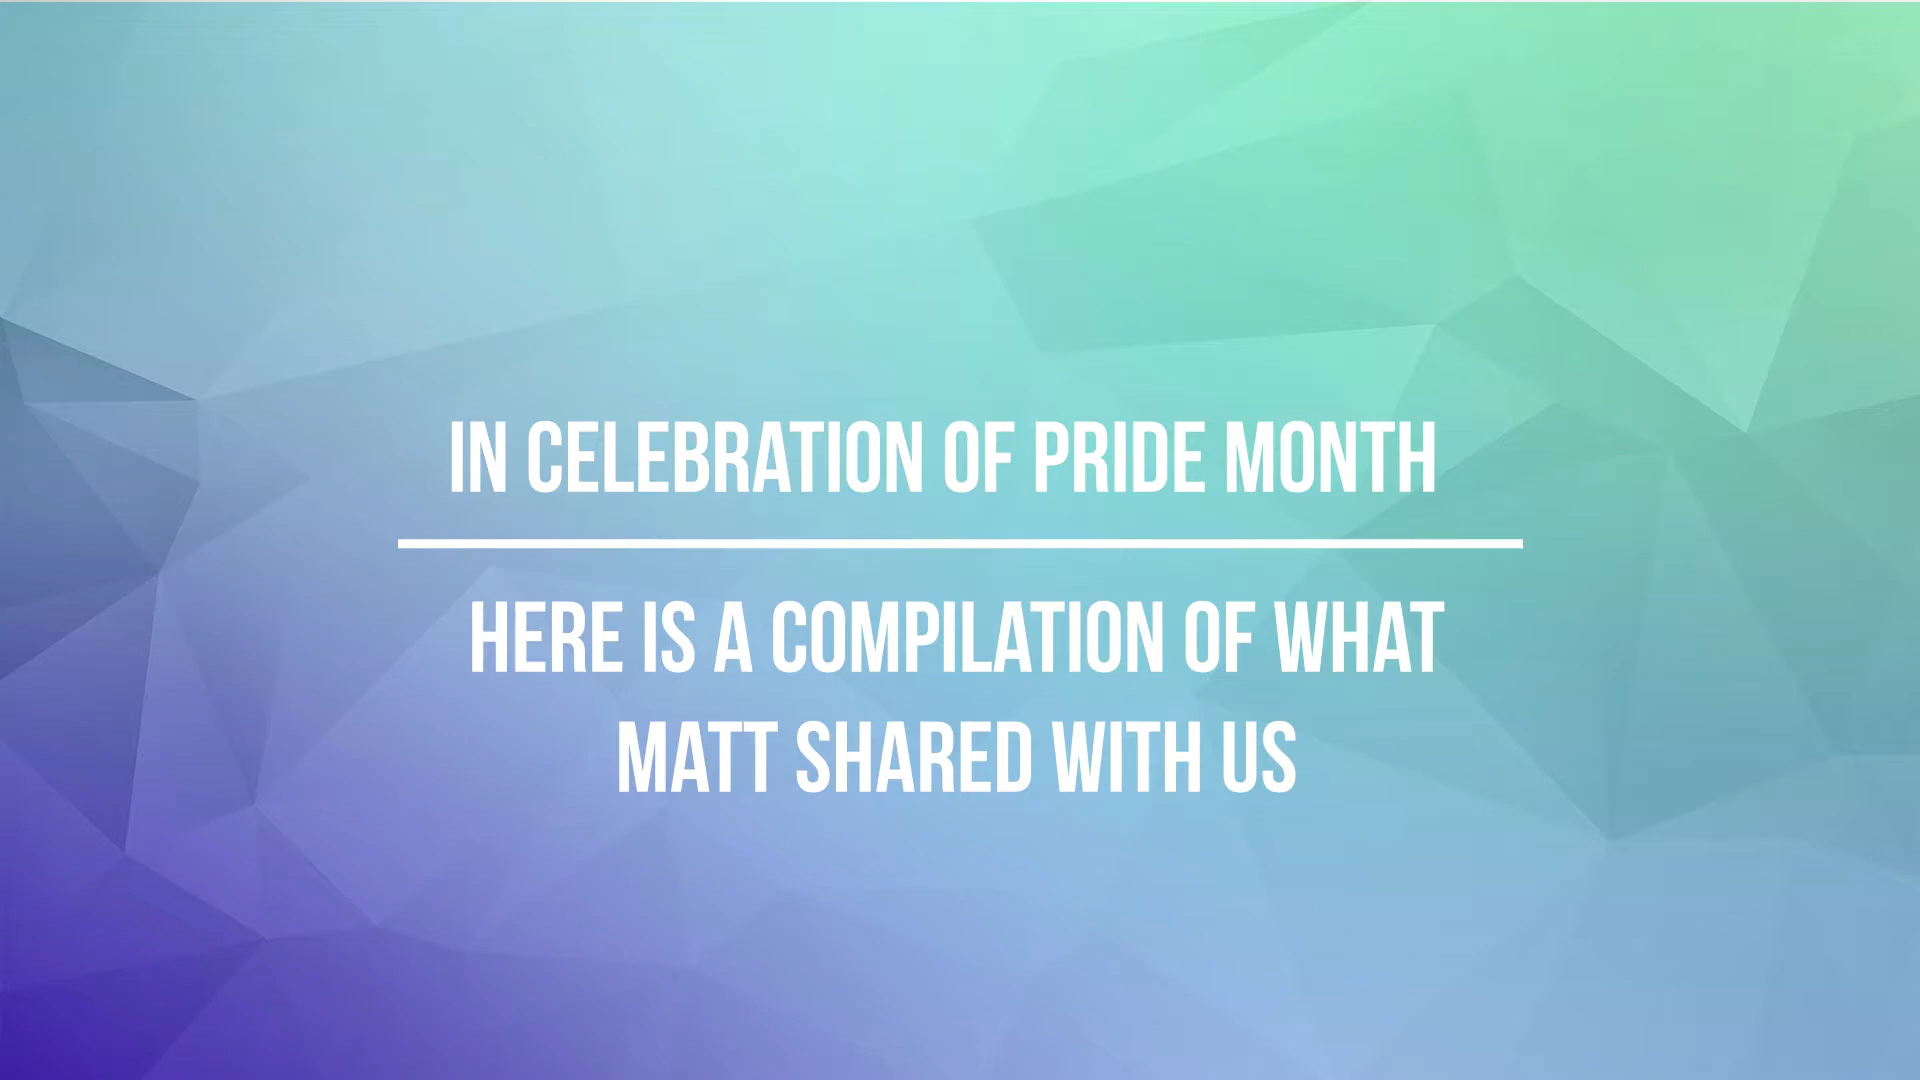 IN CELEBRATION OF PRIDE MONTH
HERE IS A COMPILATION OF WHAT
MATT SHARED WITH US